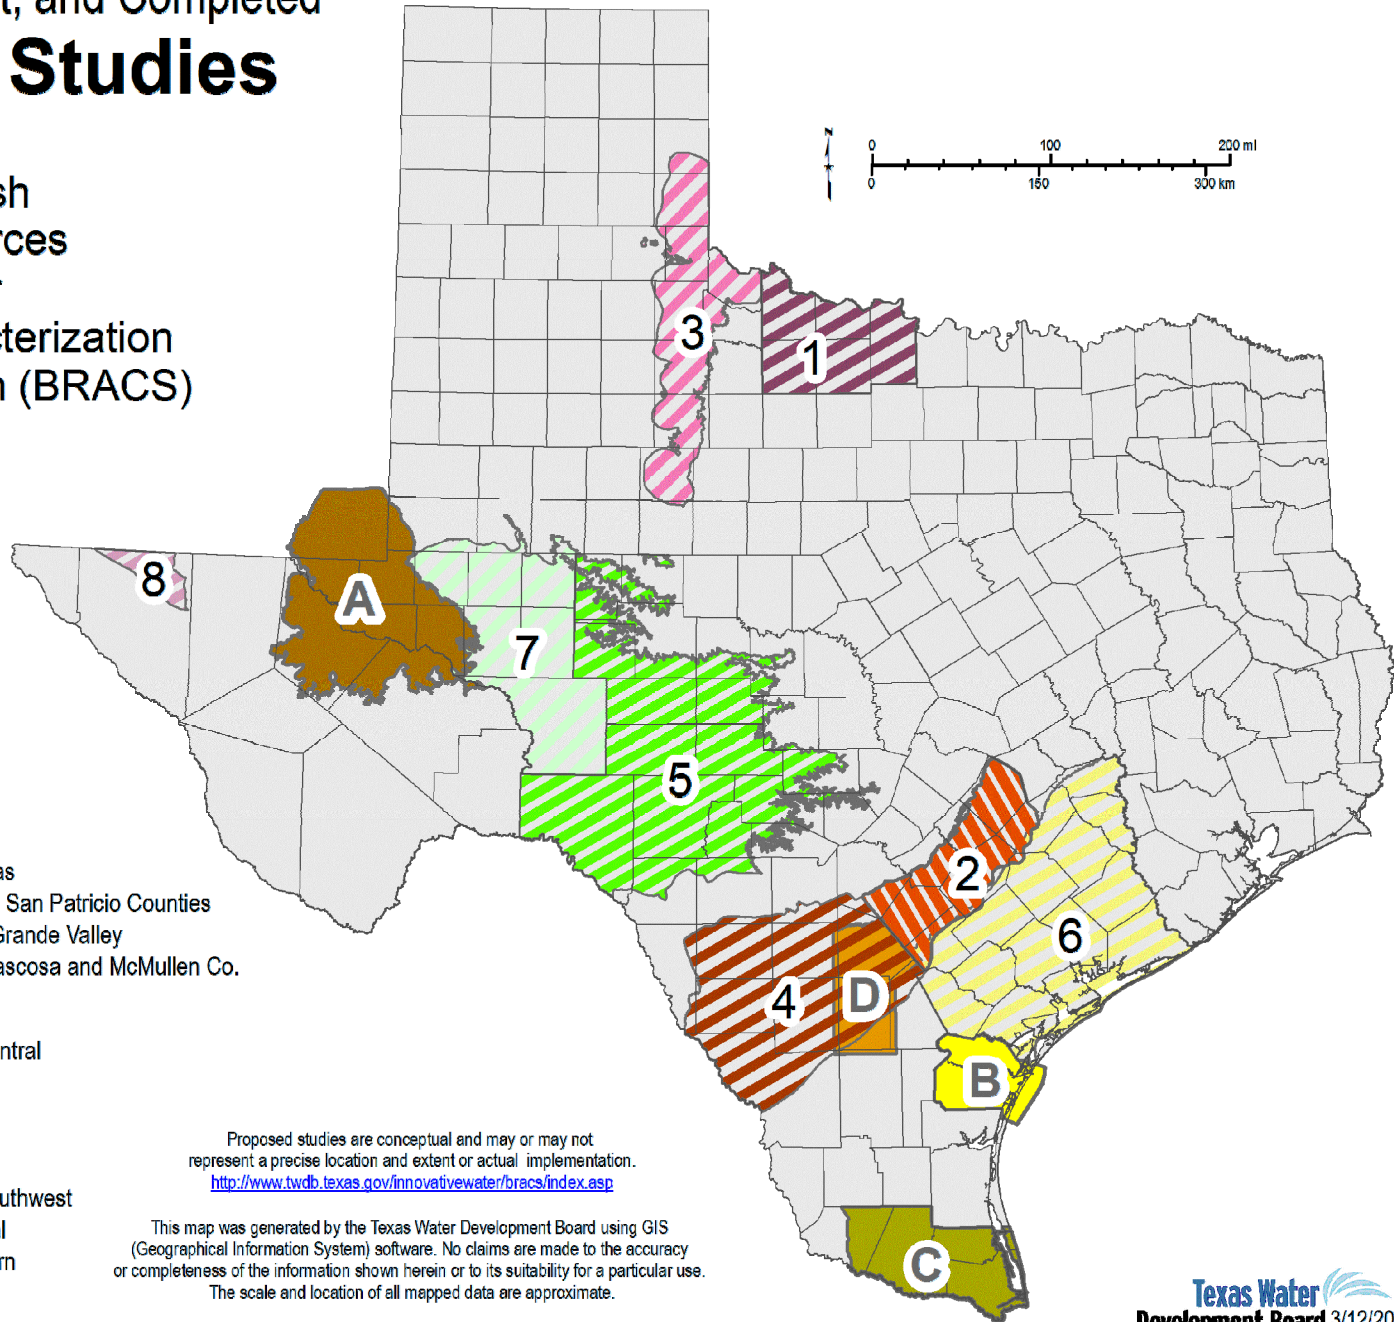 t, and Completed
Studies
sh
rces
cterization
n (BRACS)
N
0 100 200 mi
0 150 300 km
3
1
8
A
7
5
2
6
4
D
B
C
as
San Patricio Counties
Grande Valley
ascosa and McMullen Co.
ntral
uthwest
l
rn
Proposed studies are conceptual and may or may not
represent a precise location and extent or actual implementation.
http://www.twdb.texas.gov/innovativewater/bracs/index.asp
This map was generated by the Texas Water Development Board using GIS
(Geographical Information System) software. No claims are made to the accuracy
or completeness of the information shown herein or to its suitability for a particular use.
The scale and location of all mapped data are approximate.
Texas Water
Development Board 3/12/20